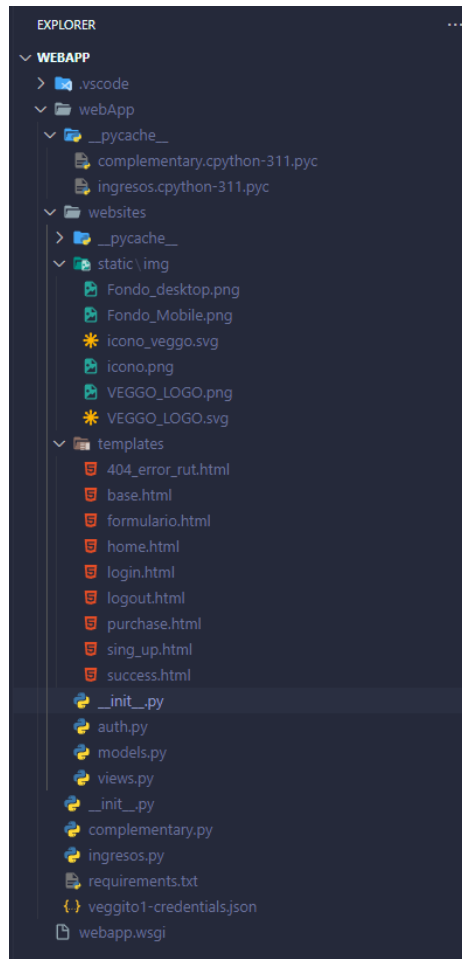 EXPLORER
WEBAPP
.vscode
webApp
__pycache__
complementary.cpython-311.pyc
ingresos.cpython-311.pyc
websites
__pycache__
static\img
Fondo_desktop.png
Fondo_Mobile.png
icono_veggo.svg
icono.png
VEGGO_LOGO.png
VEGGO_LOGO.svg
templates
404_error_rut.html
base.html
formulario.html
home.html
login.html
logout.html
purchase.html
sing_up.html
success.html
__init__.py
auth.py
models.py
views.py
__init__.py
complementary.py
ingresos.py
requirements.txt
veggito1-credentials.json
webapp.wsgi